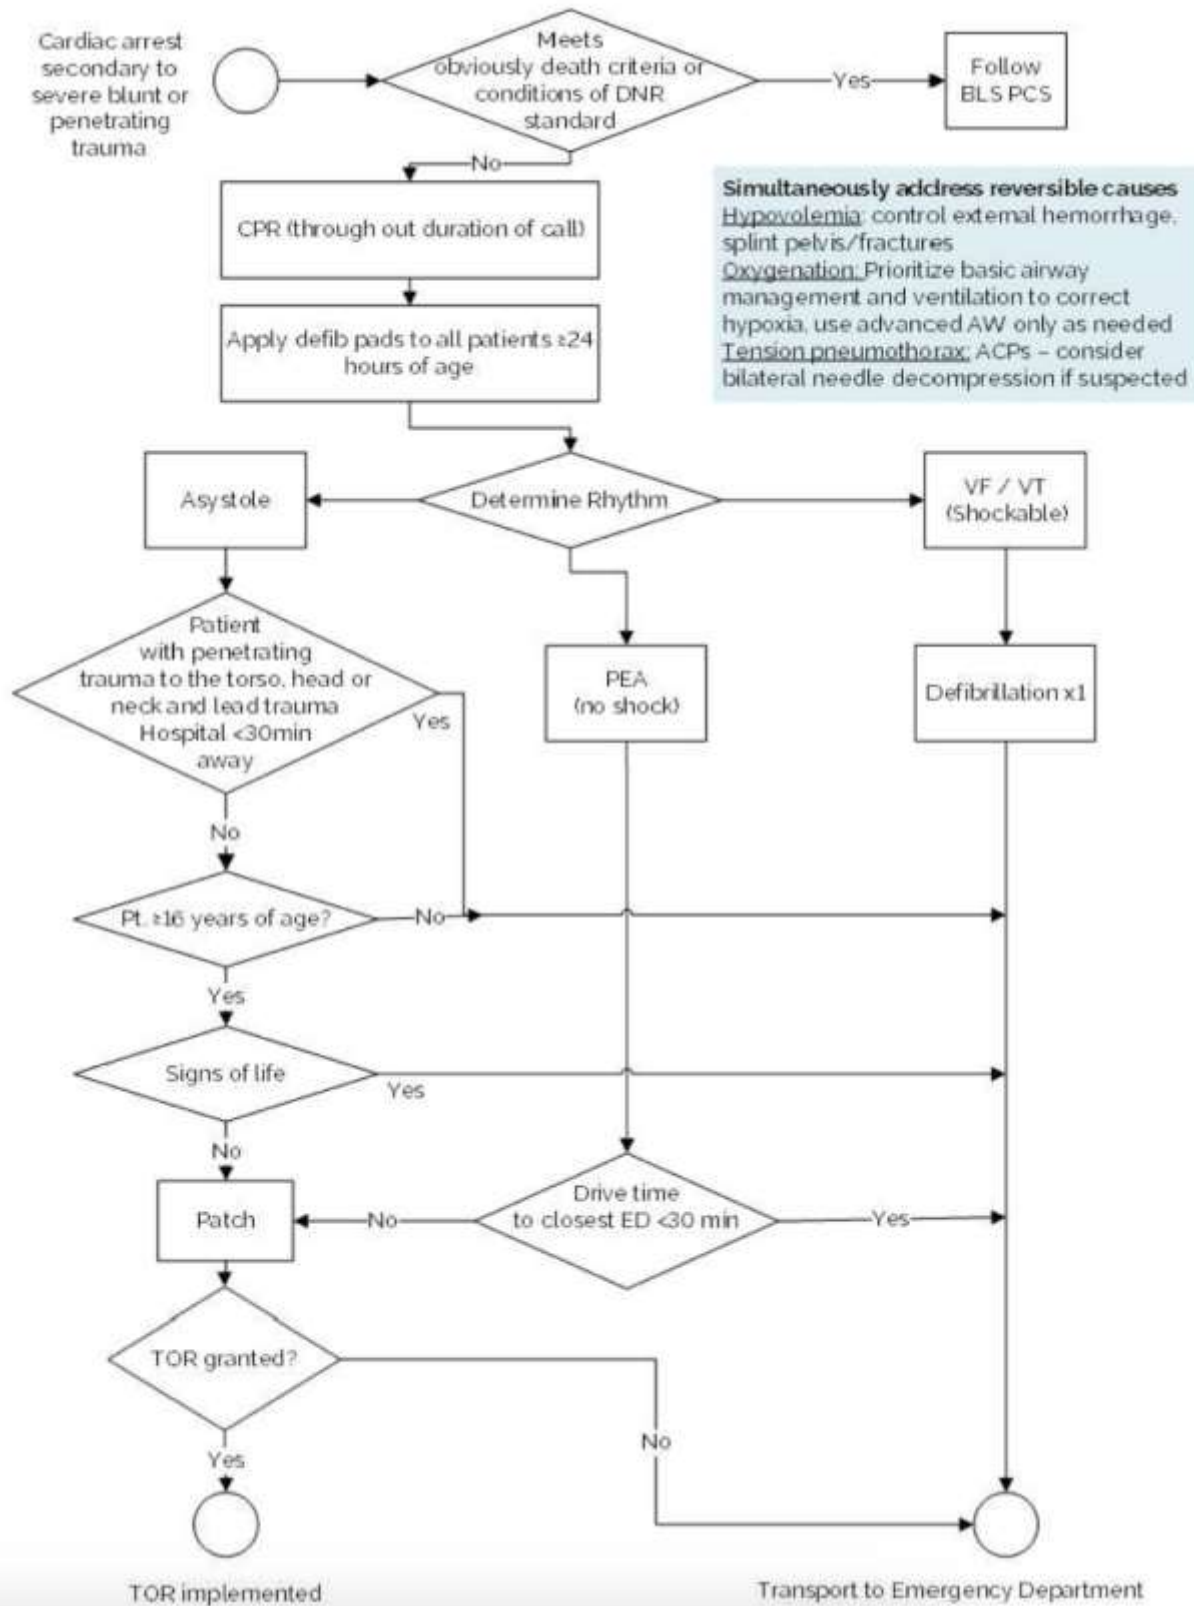 Cardiac arrest
secondary to
severe blunt or
penetrating
trauma
Meets
obviously death criteria or
conditions of DNR
standard
Yes
Follow
BLS PCS
No
CPR (through out duration of call)
Simultaneously address reversible causes
Hypovolemia: control external hemorrhage,
splint pelvis/fractures
Oxygenation: Prioritize basic airway
management and ventilation to correct
hypoxia, use advanced AW only as needed
Tension pneumothorax: ACPs – consider
bilateral needle decompression if suspected
Apply defib pads to all patients ≥24
hours of age
Asystole
Determine Rhythm
VF / VT
(Shockable)
Patient
with penetrating
trauma to the torso, head or
neck and lead trauma
Hospital <30min
away
Yes
PEA
(no shock)
Defibrillation x1
No
Pt. ≥16 years of age?
No
Yes
Signs of life
Yes
No
Patch
No
Drive time
to closest ED <30 min
Yes
TOR granted?
No
Yes
TOR implemented
Transport to Emergency Department